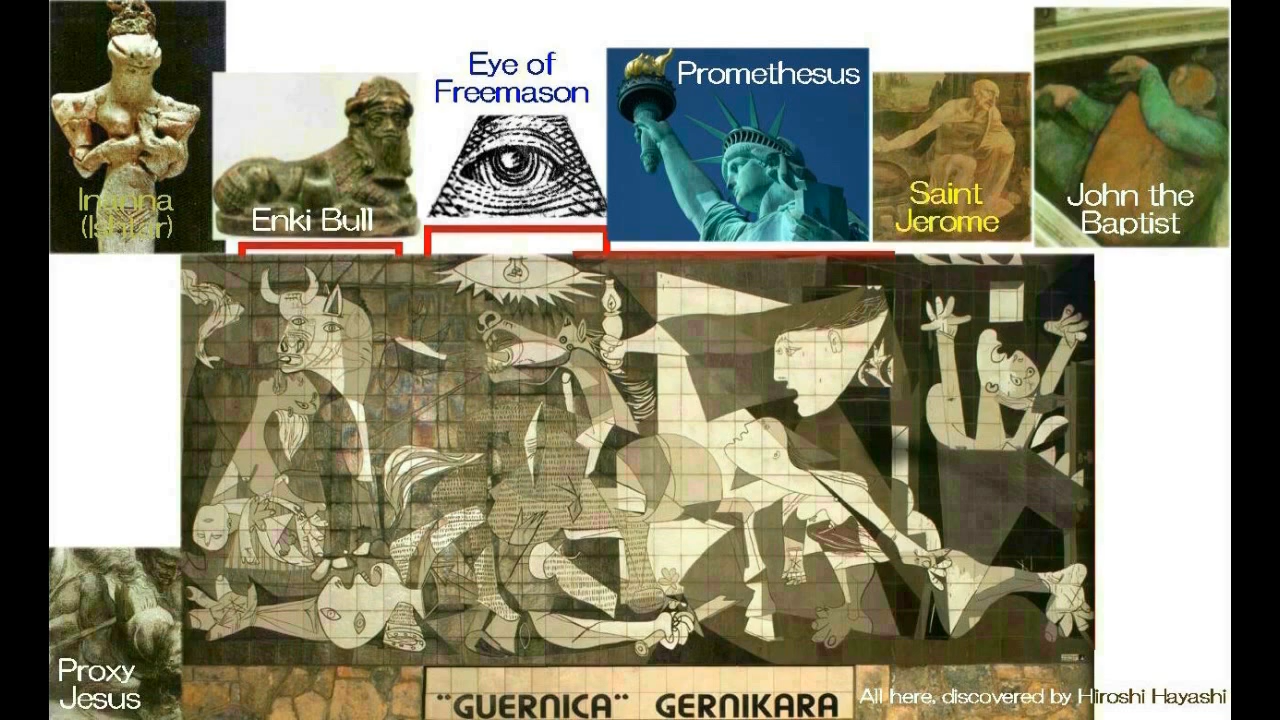 Eye of
Freemason
Promethesus
Inanna
(Ishtar)
Enki Bull
Saint
Jerome
John the
Baptist
Proxy
Jesus
"GUERNICA" GERNIKARA
All here, discovered by Hiroshi Hayashi